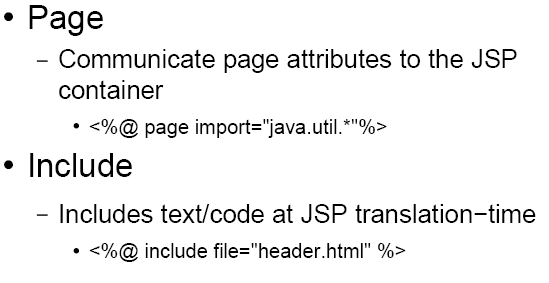 • Page
– Communicate page attributes to the JSP
container
• <%@ page import="java.util.*"%>
• Include
– Includes text/code at JSP translation−time
• <%@ include file="header.html" %>